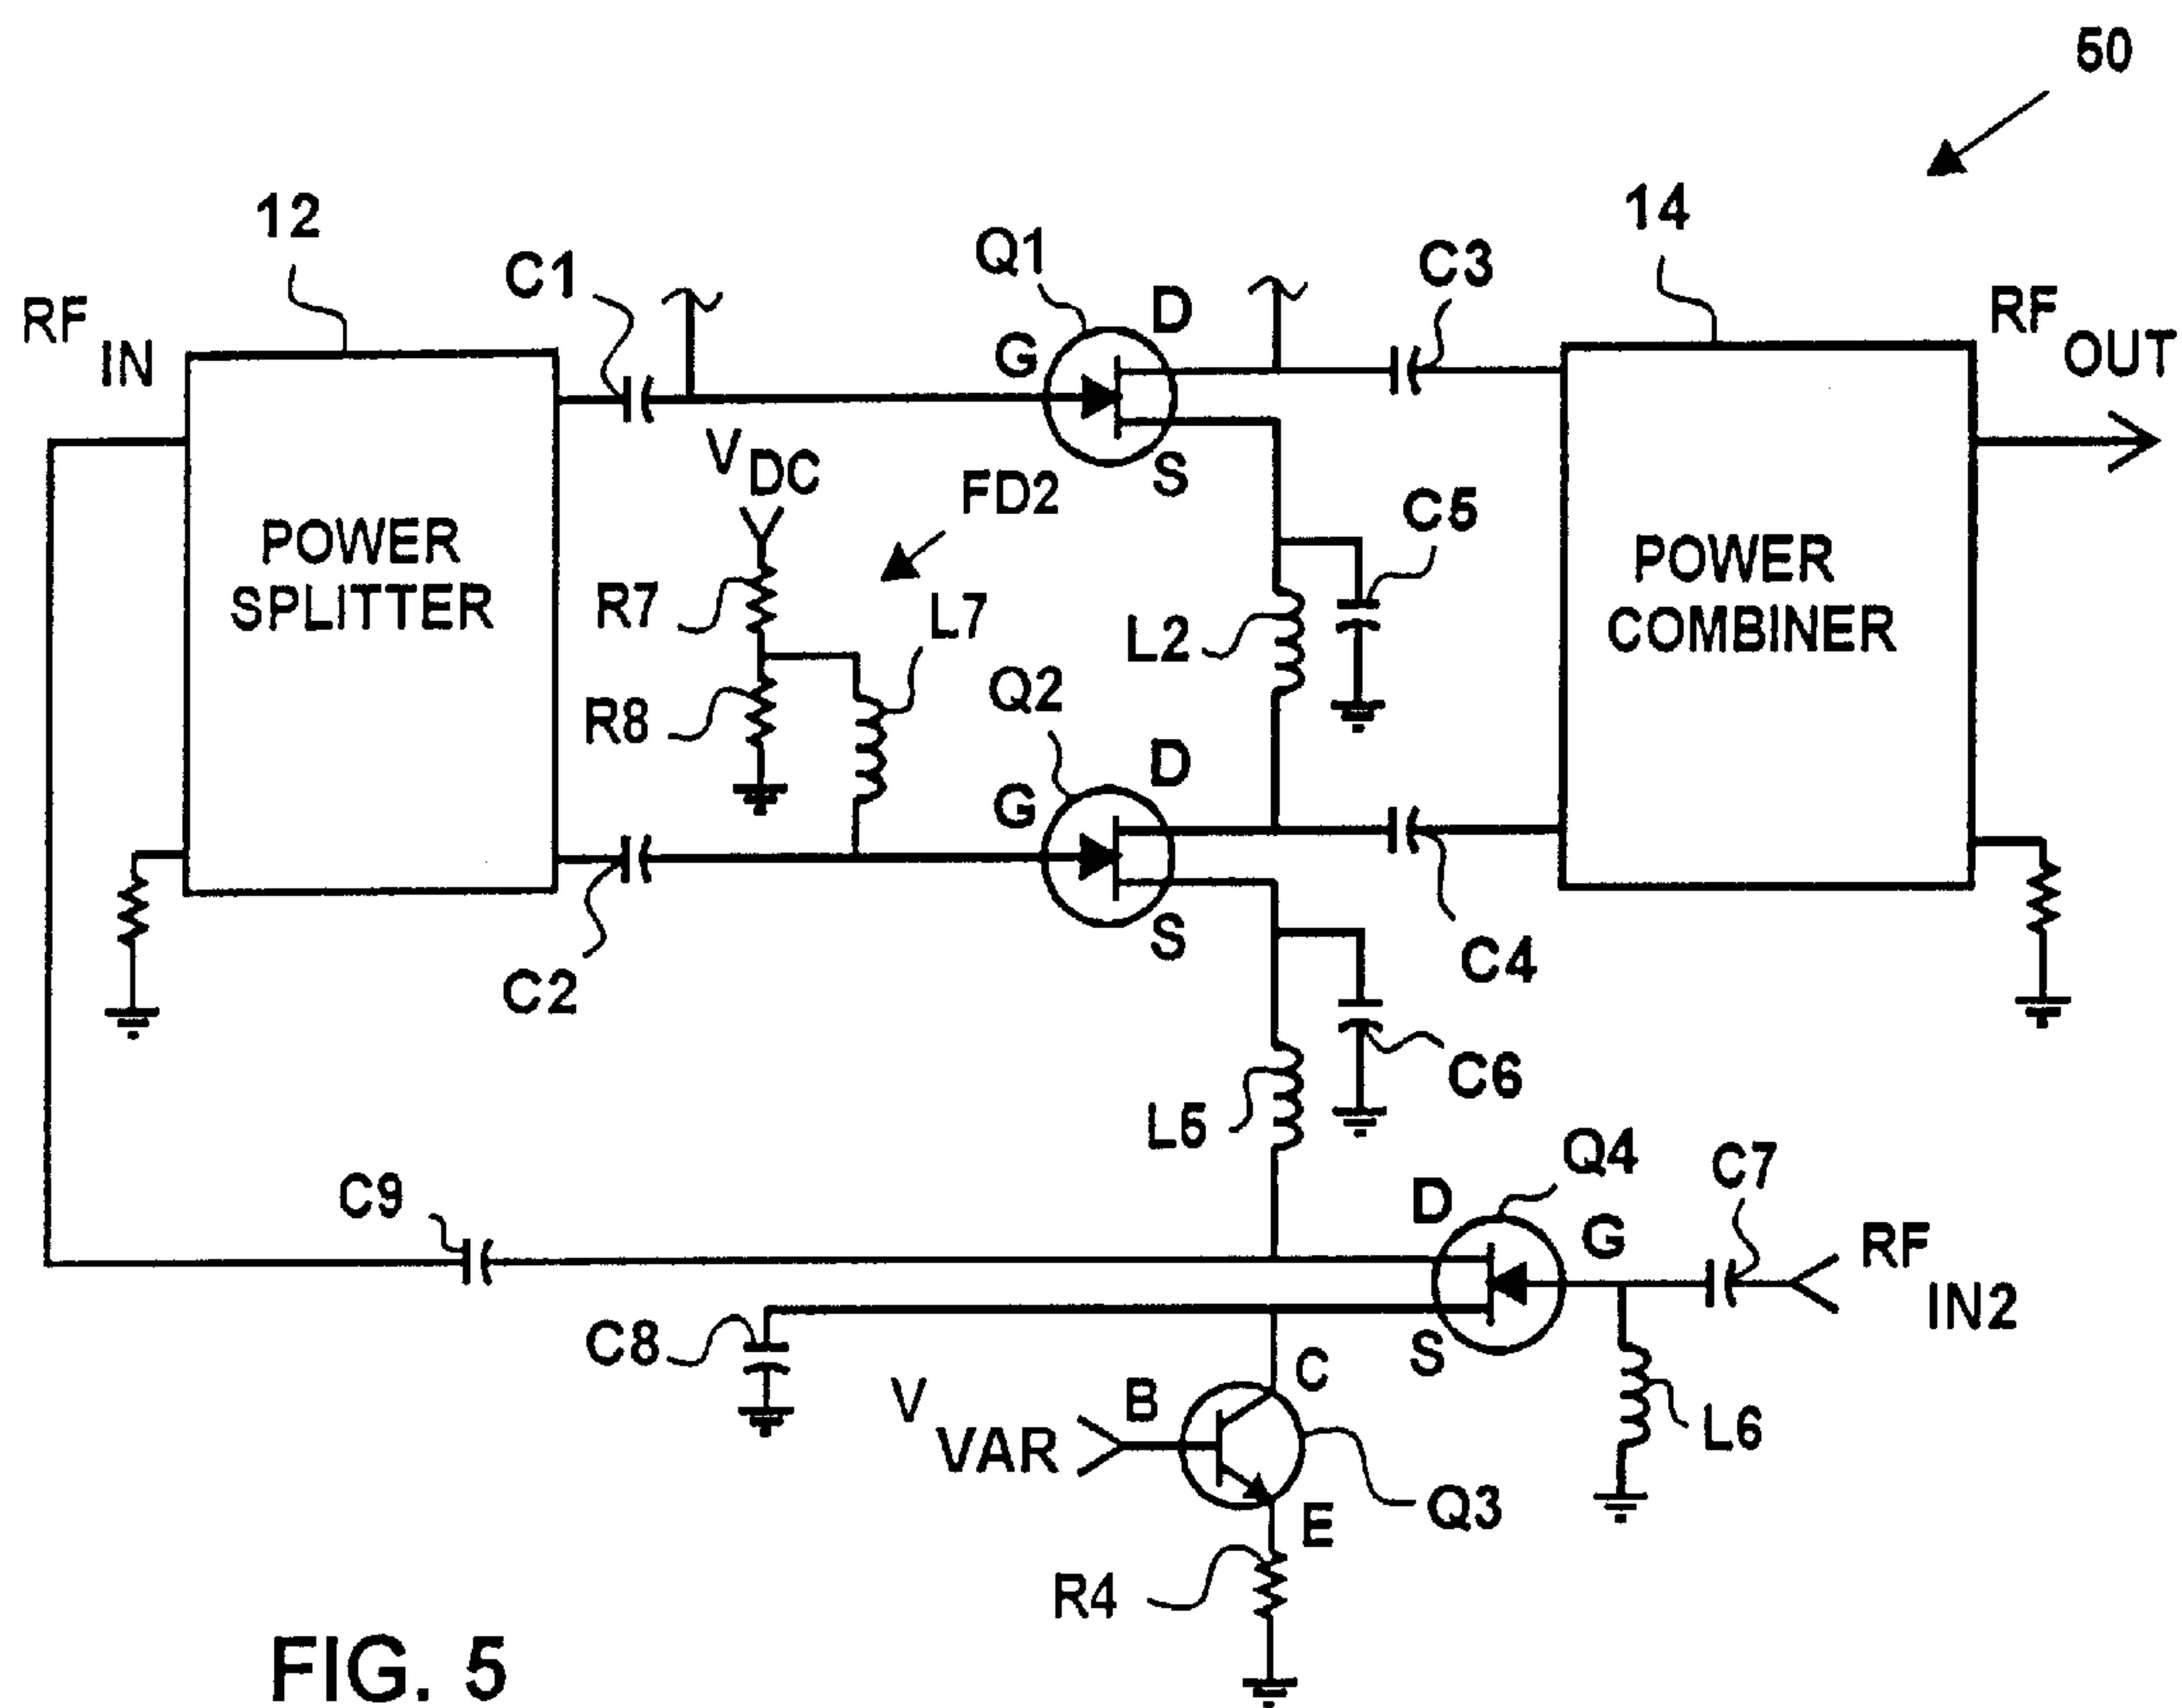 50
12
14
C1
Q1
D
C3
RF IN
RF OUT
G
S
V DC
FD2
C5
POWER SPLITTER
POWER COMBINER
R7
L7
L2
Q2
R8
D
G
S
C2
C4
C6
L5
Q4
C7
C9
D
G
RF IN2
C8
S
C
V VAR
B
L6
Q3
E
R4
FIG. 5